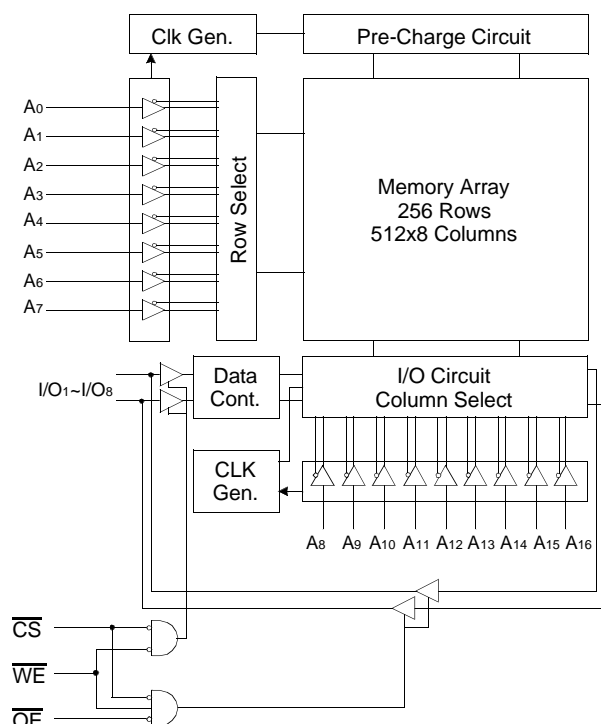 Clk Gen.
Pre-Charge Circuit
A0
A1
A2
A3
A4
A5
A6
A7
Row Select
Memory Array
256 Rows
512x8 Columns
I/O1~I/O8
Data
Cont.
I/O Circuit
Column Select
CLK
Gen.
A8 A9 A10 A11 A12 A13 A14 A15 A16
CS
WE
OE